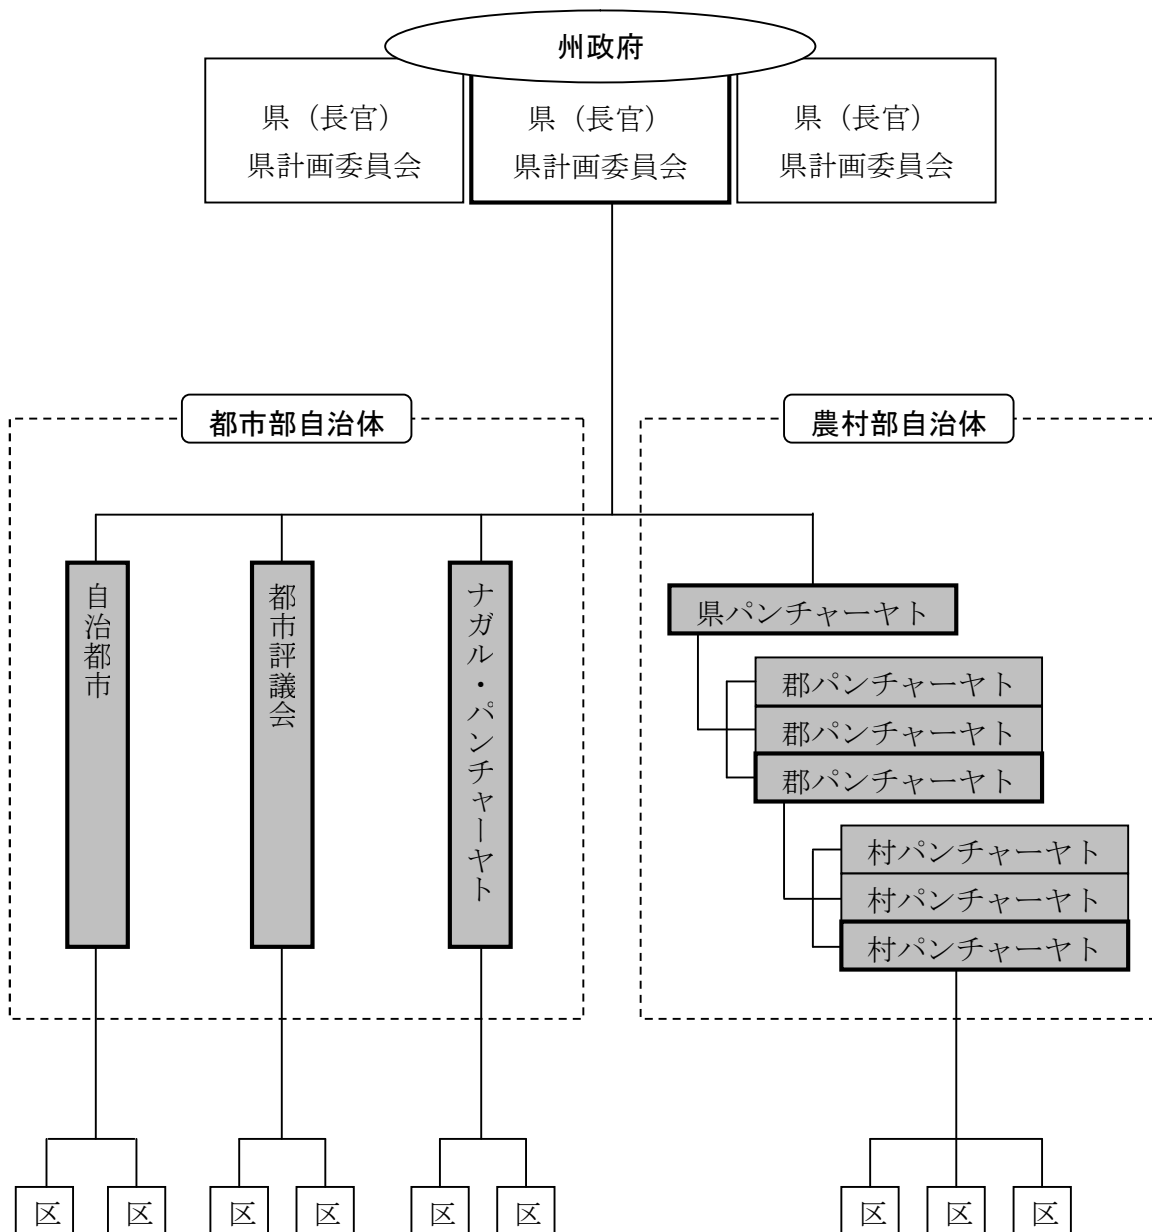 州政府
県（長官）
県計画委員会
県（長官）
県計画委員会
県（長官）
県計画委員会
都市部自治体
農村部自治体
自治都市
都市評議会
ナガル・パンチャーヤト
県パンチャーヤト
郡パンチャーヤト
郡パンチャーヤト
郡パンチャーヤト
村パンチャーヤト
村パンチャーヤト
村パンチャーヤト
区
区
区
区
区
区
区
区
区